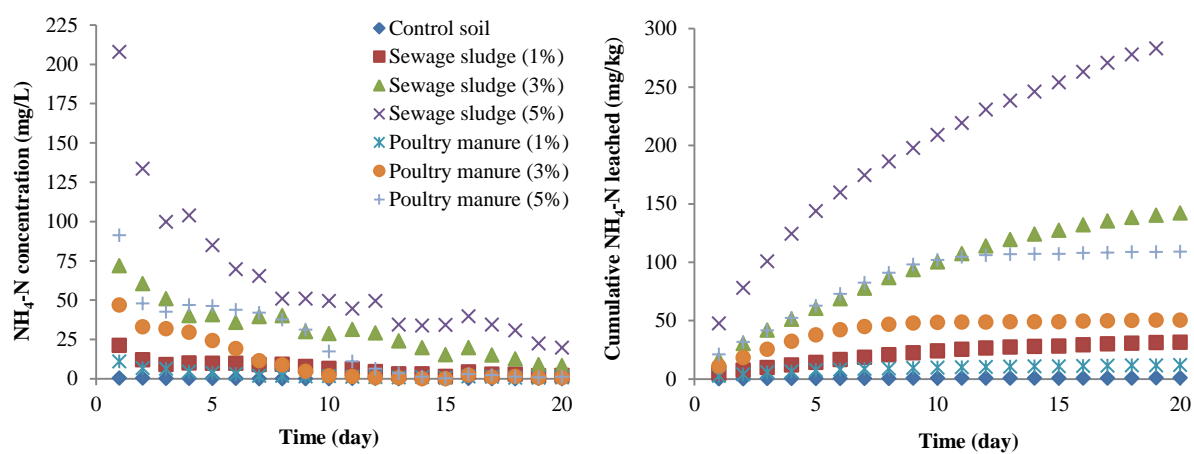 NH4-N concentration (mg/L)
225
200
175
150
125
100
75
50
25
0
0
5
10
15
20
Time (day)
Control soil
Sewage sludge (1%)
Sewage sludge (3%)
Sewage sludge (5%)
Poultry manure (1%)
Poultry manure (3%)
Poultry manure (5%)
Cumulative NH4-N leached (mg/kg)
300
250
200
150
100
50
0
0
5
10
15
20
Time (day)